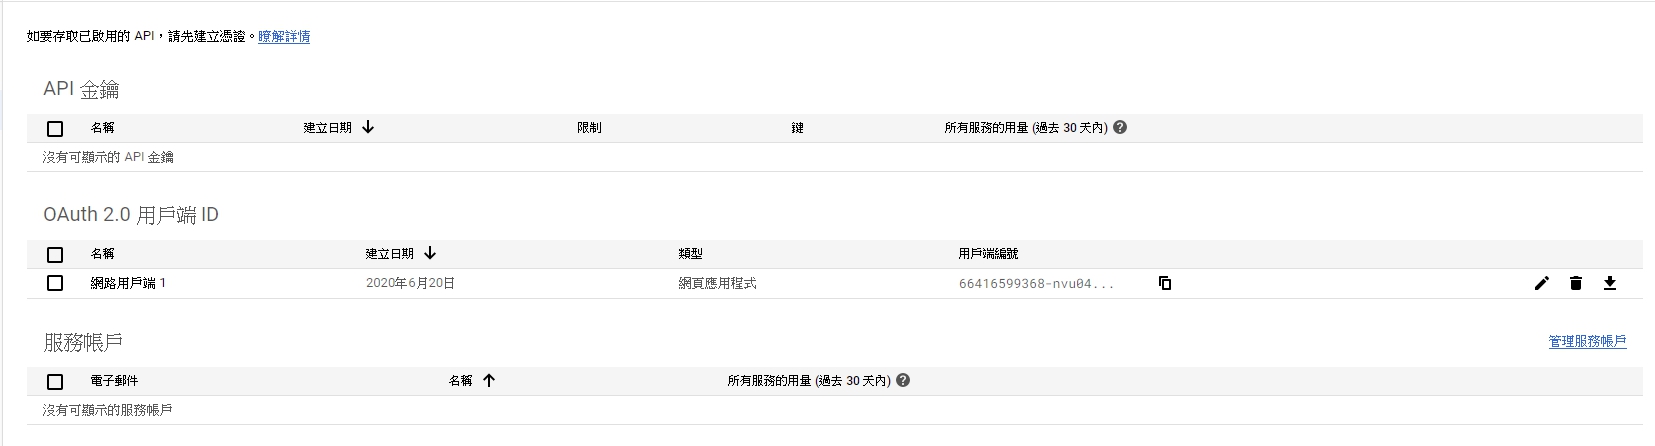 如要存取已啟用的 API，請先建立憑證。瞭解詳情
API 金鑰
名稱 建立日期 限制 鍵 所有服務的用量 (過去 30 天內)
沒有可顯示的 API 金鑰
OAuth 2.0 用戶端 ID
名稱 建立日期 類型 用戶端編號
網路用戶端 1 2020年6月20日 網頁應用程式 66416599368-nvu04...
服務帳戶 管理服務帳戶
電子郵件 名稱 所有服務的用量 (過去 30 天內)
沒有可顯示的服務帳戶